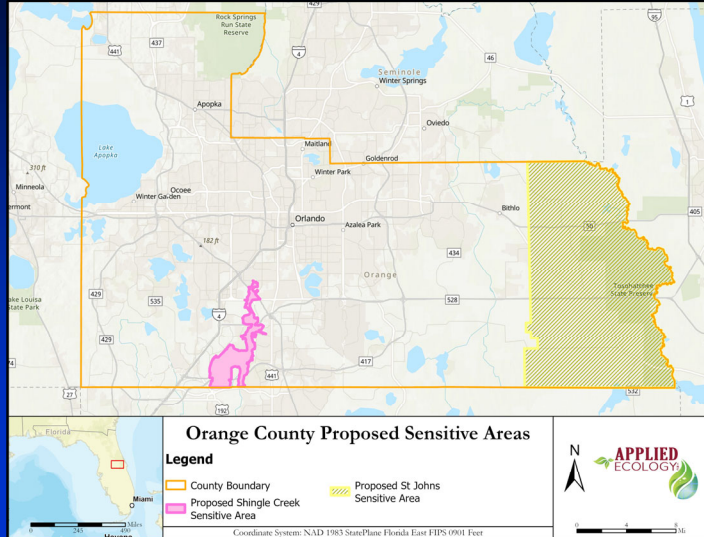 429
Rock Springs
Run State
Reserve
95
441
437
4
46
Seminole
Winter Springs
1
Apopka
Oviedo
Lake
Apopka
Maitland
Goldenrod
310 ft
Winter Park
Minneola
Ocoee
Winter Garden
ermont
Bithlo
405
Orlando
Azalea Park
50
182 ft
434
Orange
Tosohatchee
State Preserve
ake Louisa
State Park
429
535
4
528
429
417
441
27
192
532
Florida
Miami
Miles
0 245 490
Havana
Orange County Proposed Sensitive Areas
Legend
County Boundary
Proposed Shingle Creek
Sensitive Area
Proposed St Johns
Sensitive Area
Coordinate System: NAD 1983 StatePlane Florida East FIPS 0901 Feet
N
APPLIED
ECOLOGY
0 4 8
Mi